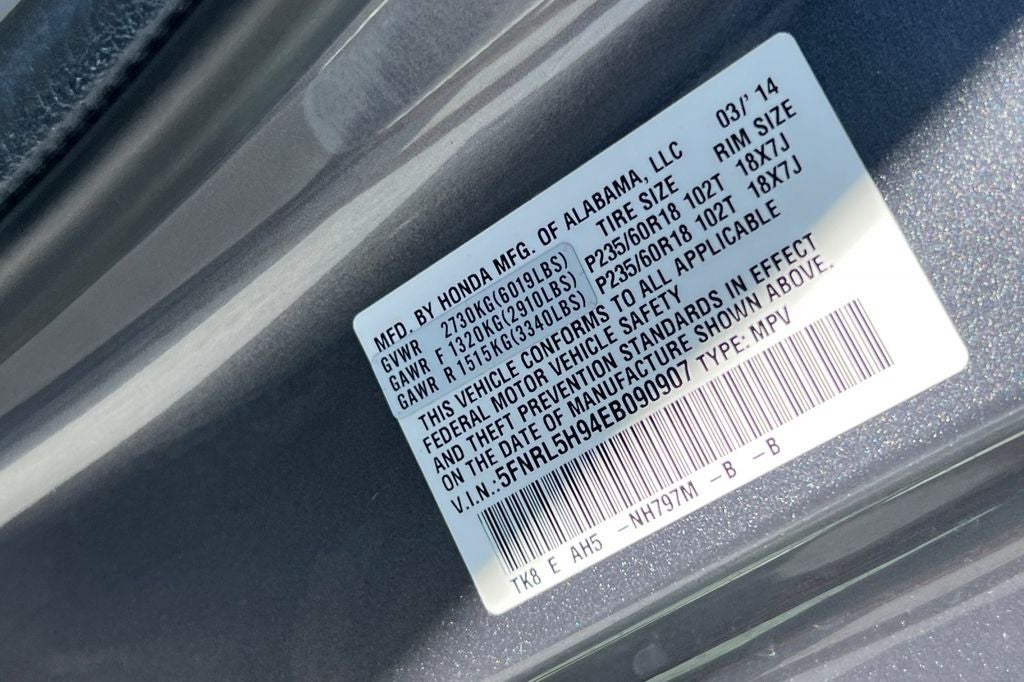 MFD. BY HONDA MFG. OF ALABAMA, LLC 03/' 14
GVWR 2730KG(6019LBS) TIRE SIZE RIM SIZE
GAWR F 1320KG(2910LBS) P235/60R18 102T 18X7J
GAWR R 1515KG(3340LBS) P235/60R18 102T 18X7J
THIS VEHICLE CONFORMS TO ALL APPLICABLE
FEDERAL MOTOR VEHICLE SAFETY
AND THEFT PREVENTION STANDARDS IN EFFECT
ON THE DATE OF MANUFACTURE SHOWN ABOVE.
V.I.N.:5FNRL5H94EB090907 TYPE: MPV
TK8 E AH5 -NH797M -B -B